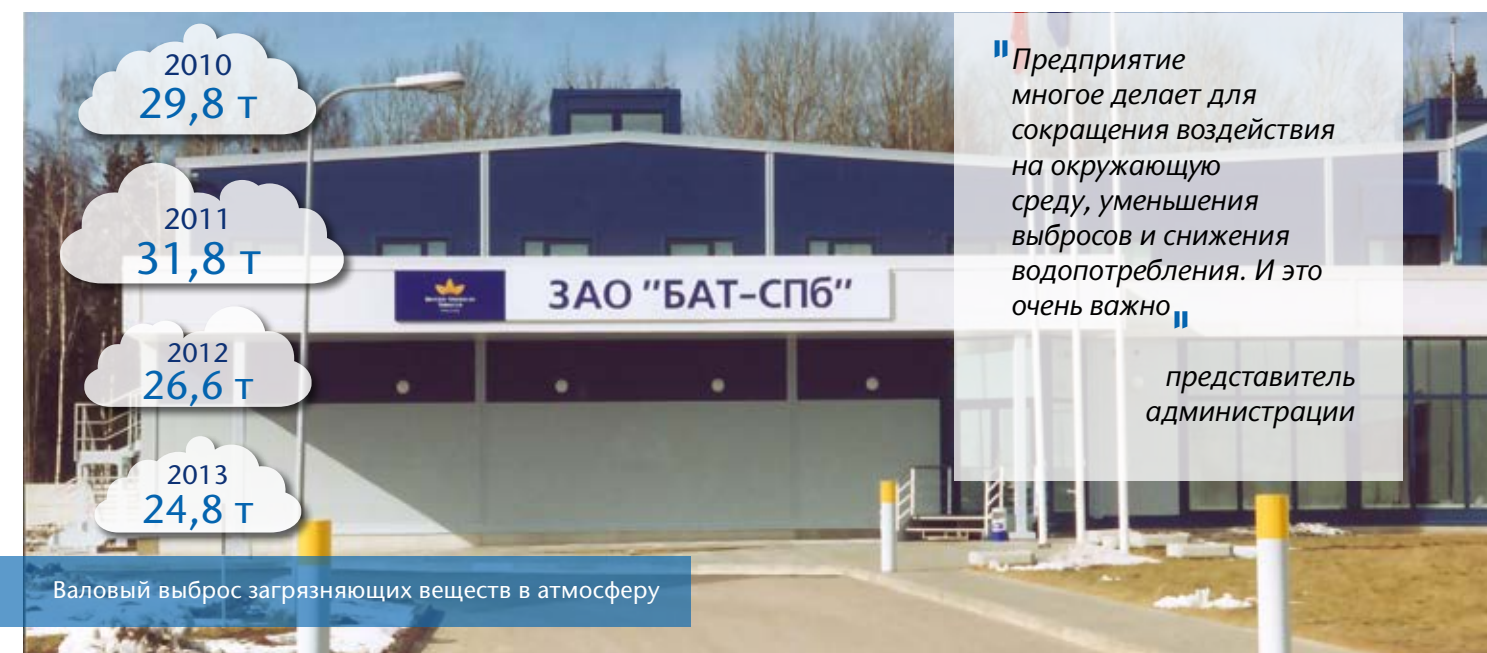 2010
29,8 т
2011
31,8 т
2012
26,6 т
2013
24,8 т
Валовый выброс загрязняющих веществ в атмосферу
ЗАО "БАТ-СПб"
"Предприятие
многое делает для
сокращения воздействия
на окружающую
среду, уменьшения
выбросов и снижения
водопотребления. И это
очень важно"
представитель
администрации